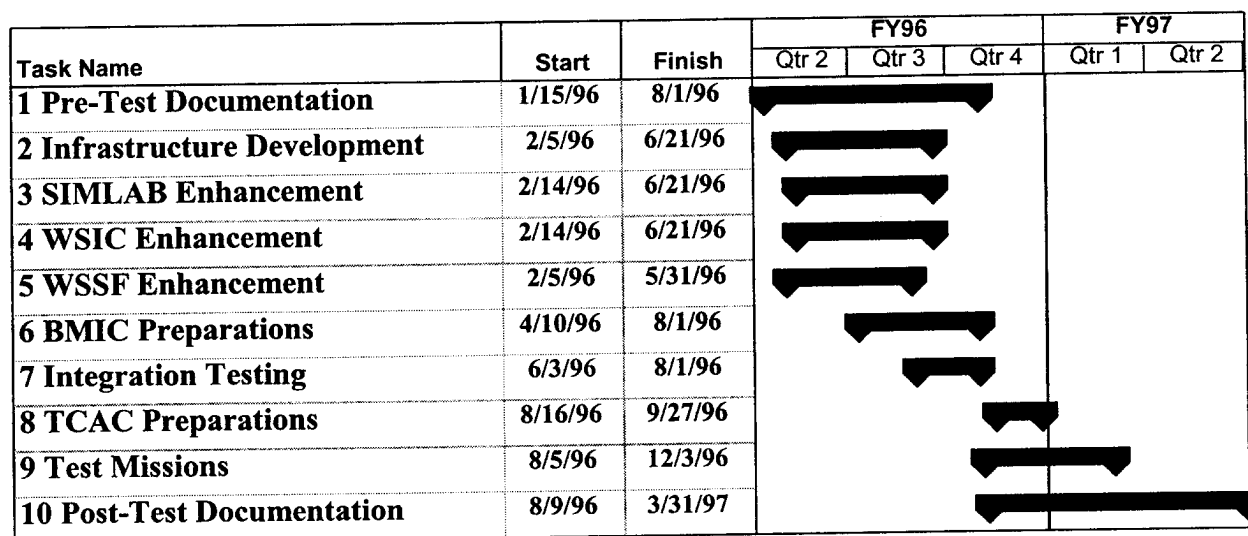 FY96 FY97
Task Name Start Finish Qtr 2 Qtr 3 Qtr 4 Qtr 1 Qtr 2
1 Pre-Test Documentation 1/15/96 8/1/96
2 Infrastructure Development 2/5/96 6/21/96
3 SIMLAB Enhancement 2/14/96 6/21/96
4 WSIC Enhancement 2/14/96 6/21/96
5 WSSF Enhancement 2/5/96 5/31/96
6 BMIC Preparations 4/10/96 8/1/96
7 Integration Testing 6/3/96 8/1/96
8 TCAC Preparations 8/16/96 9/27/96
9 Test Missions 8/5/96 12/3/96
10 Post-Test Documentation 8/9/96 3/31/97